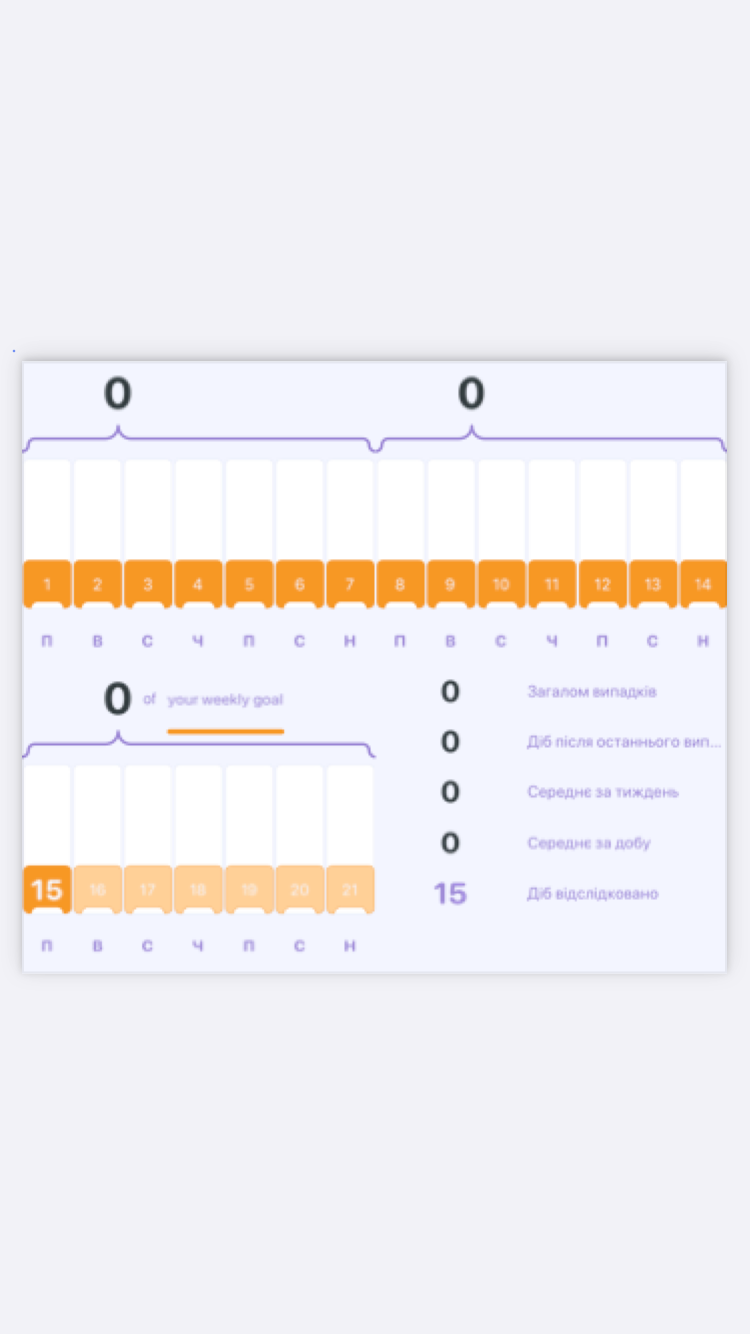 0 0
1 2 3 4 5 6 7 8 9 10 11 12 13 14
П В С Ч П С Н П В С Ч П С Н
0 of your weekly goal
15 16 17 18 19 20 21
П В С Ч П С Н
0 Загалом випадків
0 Діб після останнього вип...
0 Середнє за тиждень
0 Середнє за добу
15 Діб відслідковано